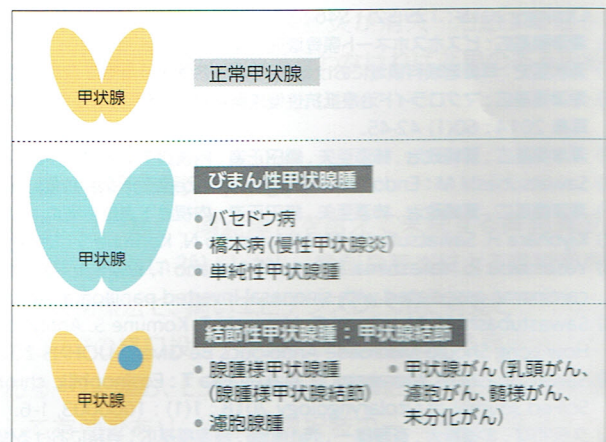 甲状腺
正常甲状腺
甲状腺
びまん性甲状腺腫
• バセドウ病
• 橋本病(慢性甲状腺炎)
• 単純性甲状腺腫
甲状腺
結節性甲状腺腫:甲状腺結節
• 腺腫様甲状腺腫
(腺腫様甲状腺結節)
• 濾胞腺腫
• 甲状腺がん(乳頭がん、
濾胞がん、髄様がん、
未分化がん)